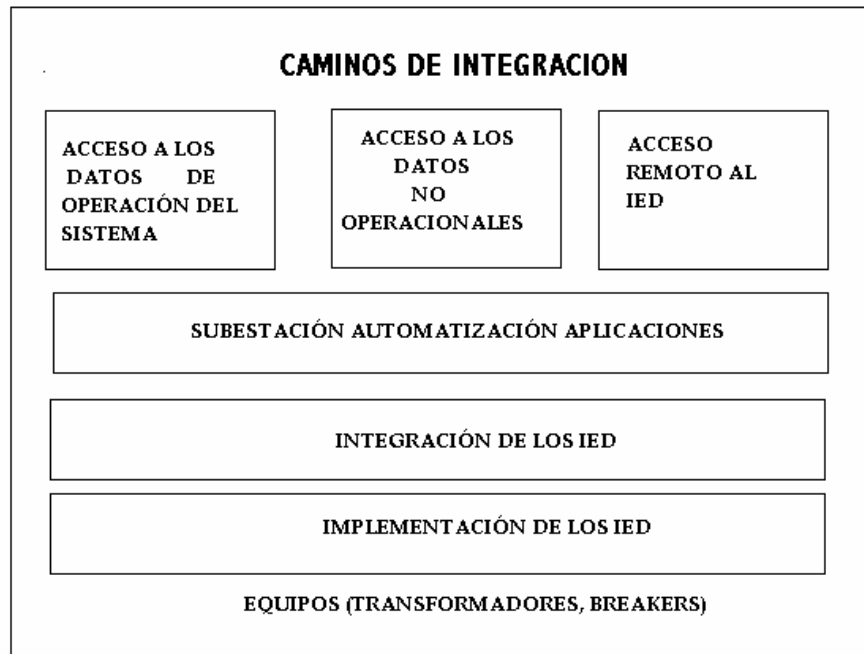 CAMINOS DE INTEGRACION
ACCESO A LOS
DATOS DE
OPERACIÓN DEL
SISTEMA
ACCESO A LOS
DATOS
NO
OPERACIONALES
ACCESO
REMOTO AL
IED
SUBESTACIÓN AUTOMATIZACIÓN APLICACIONES
INTEGRACIÓN DE LOS IED
IMPLEMENTACIÓN DE LOS IED
EQUIPOS (TRANSFORMADORES, BREAKERS)